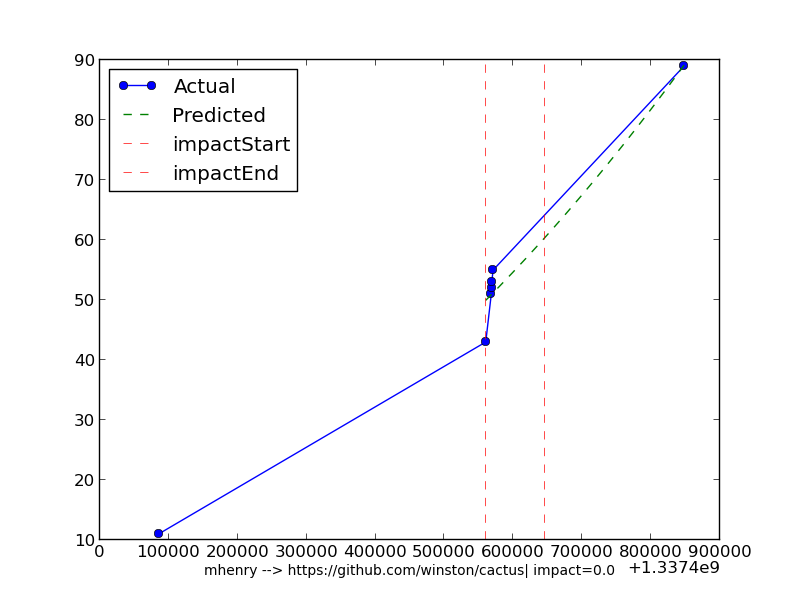 90
80
70
60
50
40
30
20
10
Actual
Predicted
impactStart
impactEnd
0 100000 200000 300000 400000 500000 600000 700000 800000 900000
mhenry --> https://github.com/winston/cactus| impact=0.0 +1.3374e9